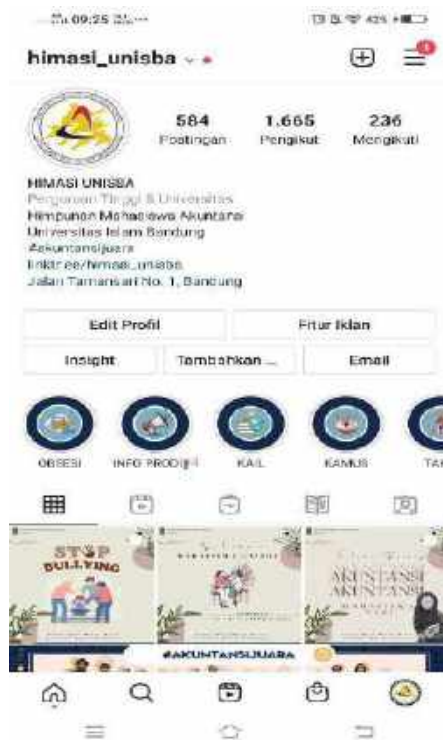 09:25
42%
himasi_unisba
584
1.665
236
Postingan
Pengikut
Mengikuti
HIMASI UNISBA
Perguruan Tinggi & Universitas
Himpunan Mahasiswa Akuntansi
Universitas Islam Bandung
#akuntansijuara
linktr.ee/himasi_unisba
Jalan Tamansari No. 1, Bandung
Edit Profil
Fitur Iklan
Insight
Tambahkan ...
Email
OBSESI
INFO PRODI
KAIL
KAMUS
TA
STOP
BULLYING
AKUNTANSI
AKUNTANSI
#AKUNTANSIJUARA